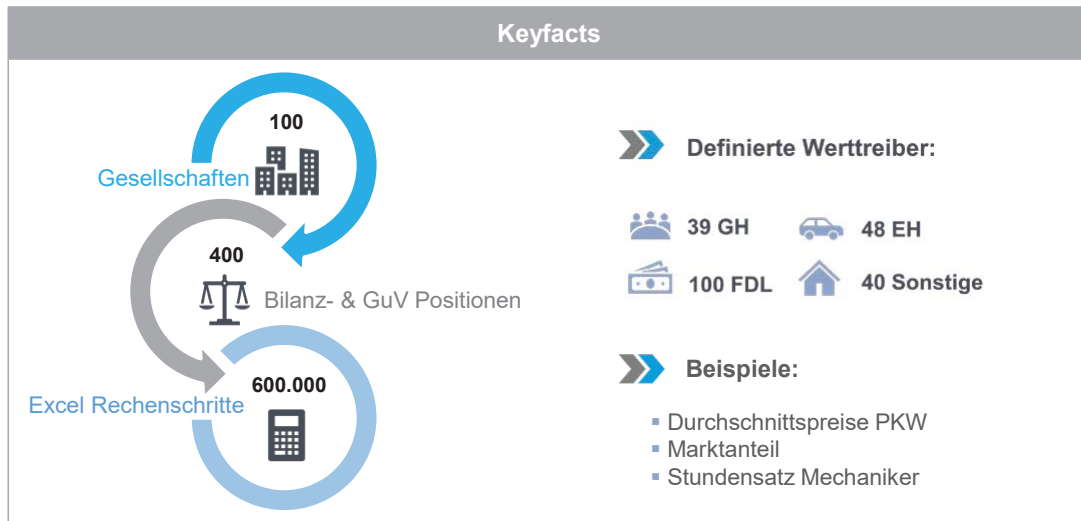 Keyfacts
100
Gesellschaften
400
Bilanz- & GuV Positionen
600.000
Excel Rechenschritte
Definierte Werttreiber:
39 GH
48 EH
100 FDL
40 Sonstige
Beispiele:
▪ Durchschnittspreise PKW
▪ Marktanteil
▪ Stundensatz Mechaniker